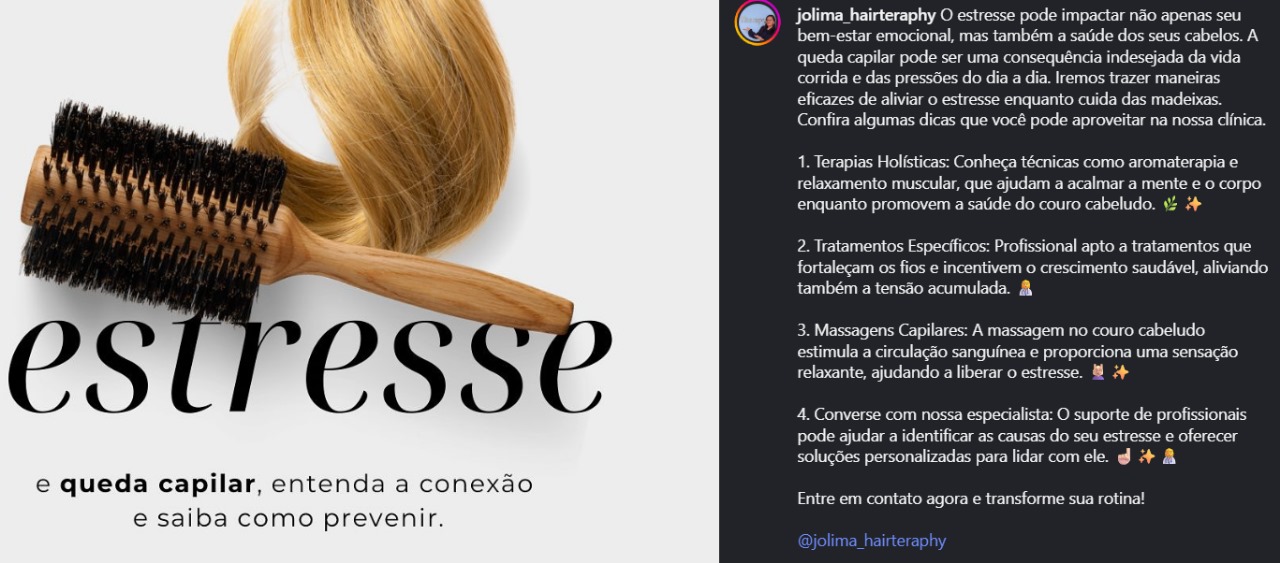 estresse
e queda capilar, entenda a conexão
e saiba como prevenir.
jolima_hairteraphy O estresse pode impactar não apenas seu
bem-estar emocional, mas também a saúde dos seus cabelos. A
queda capilar pode ser uma consequência indesejada da vida
corrida e das pressões do dia a dia. Iremos trazer maneiras
eficazes de aliviar o estresse enquanto cuida das madeixas.
Confira algumas dicas que você pode aproveitar na nossa clínica.
1. Terapias Holísticas: Conheça técnicas como aromaterapia e
relaxamento muscular, que ajudam a acalmar a mente e o corpo
enquanto promovem a saúde do couro cabeludo. 🌿 ✨
2. Tratamentos Específicos: Profissional apto a tratamentos que
fortaleçam os fios e incentivem o crescimento saudável, aliviando
também a tensão acumulada. 👩‍⚕️
3. Massagens Capilares: A massagem no couro cabeludo
estimula a circulação sanguínea e proporciona uma sensação
relaxante, ajudando a liberar o estresse. 💆🏼‍♀️ ✨
4. Converse com nossa especialista: O suporte de profissionais
pode ajudar a identificar as causas do seu estresse e oferecer
soluções personalizadas para lidar com ele. ☝🏻 ✨ 👩‍⚕️
Entre em contato agora e transforme sua rotina!
@jolima_hairteraphy